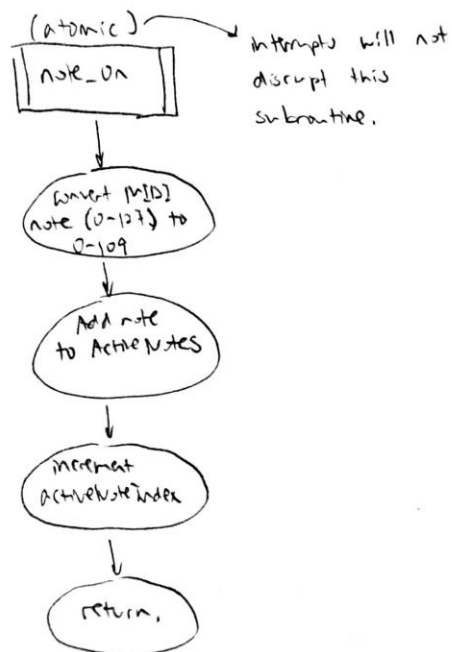 (atomic)
interrupts will not
disrupt this
subroutine.
note_on
convert MIDI
note (0-127) to
0-109
Add note
to ActiveNotes
increment
activeNoteIndex
return.